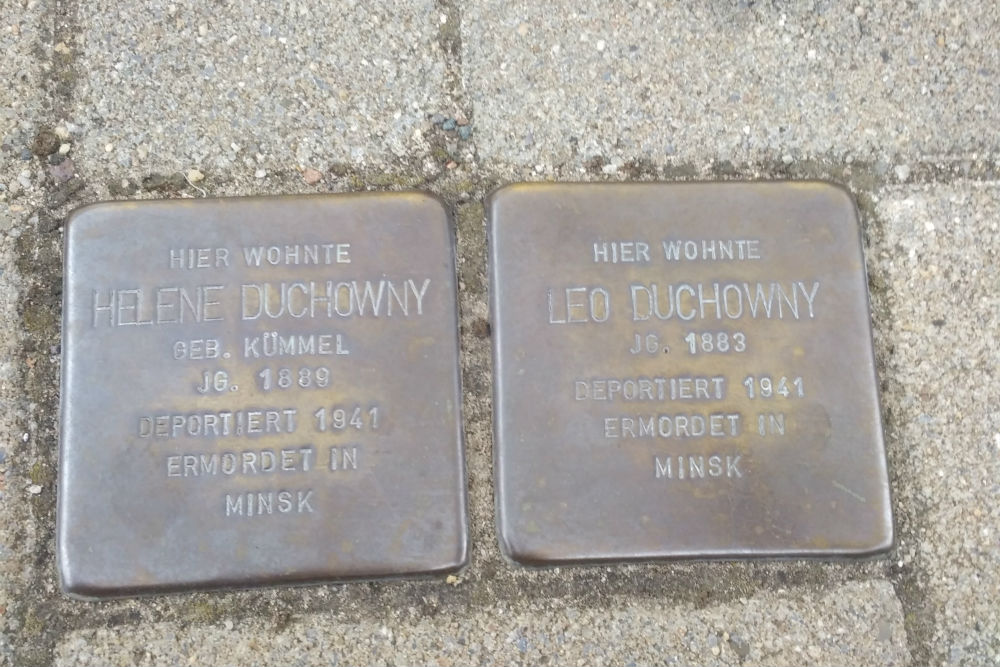 HIER WOHNTE
HELENE DUCHOWNY
GEB. KÜMMEL
JG. 1889
DEPORTIERT 1941
ERMORDET IN
MINSK
HIER WOHNTE
LEO DUCHOWNY
JG. 1883
DEPORTIERT 1941
ERMORDET IN
MINSK